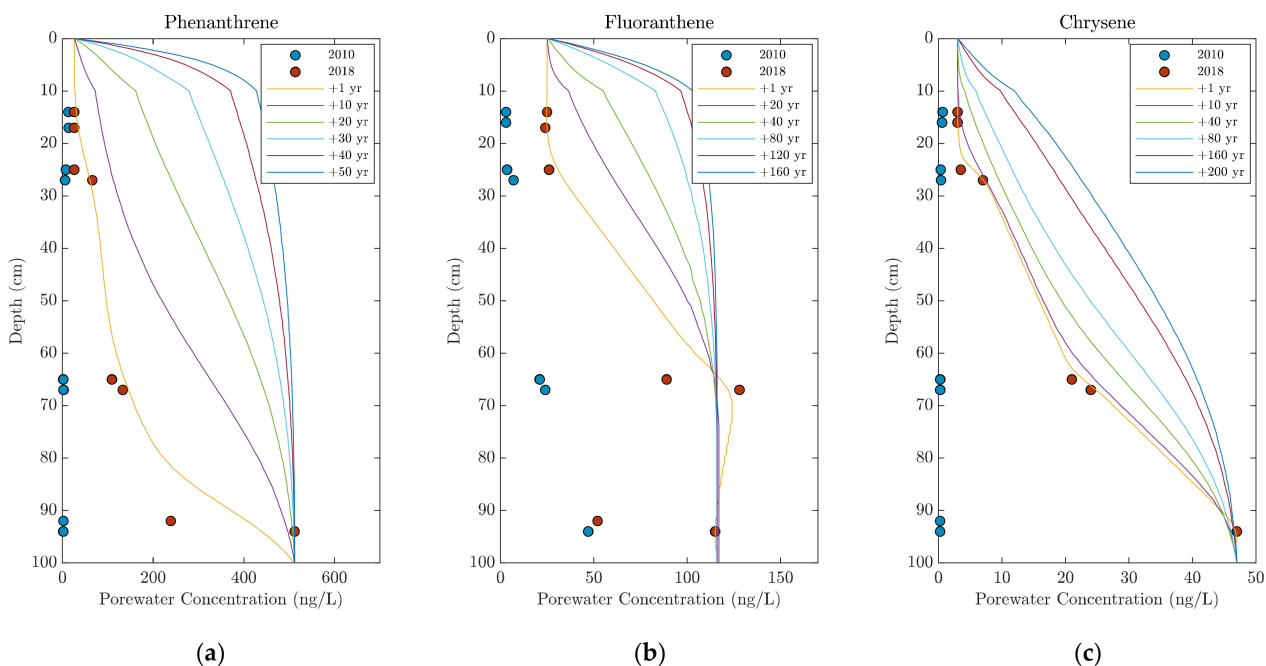 Phenanthrene
0
10
20
30
40
50
60
70
80
90
100
Depth (cm)
0 200 400 600
Porewater Concentration (ng/L)
2010
2018
+1 yr
+10 yr
+20 yr
+30 yr
+40 yr
+50 yr
(a)
Fluoranthene
0
10
20
30
40
50
60
70
80
90
100
Depth (cm)
0 50 100 150
Porewater Concentration (ng/L)
2010
2018
+1 yr
+20 yr
+40 yr
+80 yr
+120 yr
+160 yr
(b)
Chrysene
0
10
20
30
40
50
60
70
80
90
100
Depth (cm)
0 10 20 30 40 50
Porewater Concentration (ng/L)
2010
2018
+1 yr
+10 yr
+40 yr
+80 yr
+160 yr
+200 yr
(c)